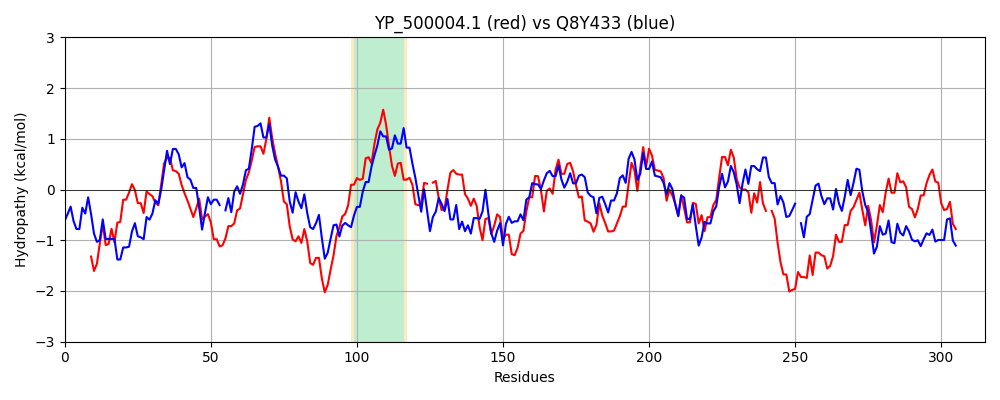 YP_500004.1 (red) vs Q8Y433 (blue)
Hydropathy (kcal/mol)
3
2
1
0
−1
−2
−3
0 50 100 150 200 250 300
Residues